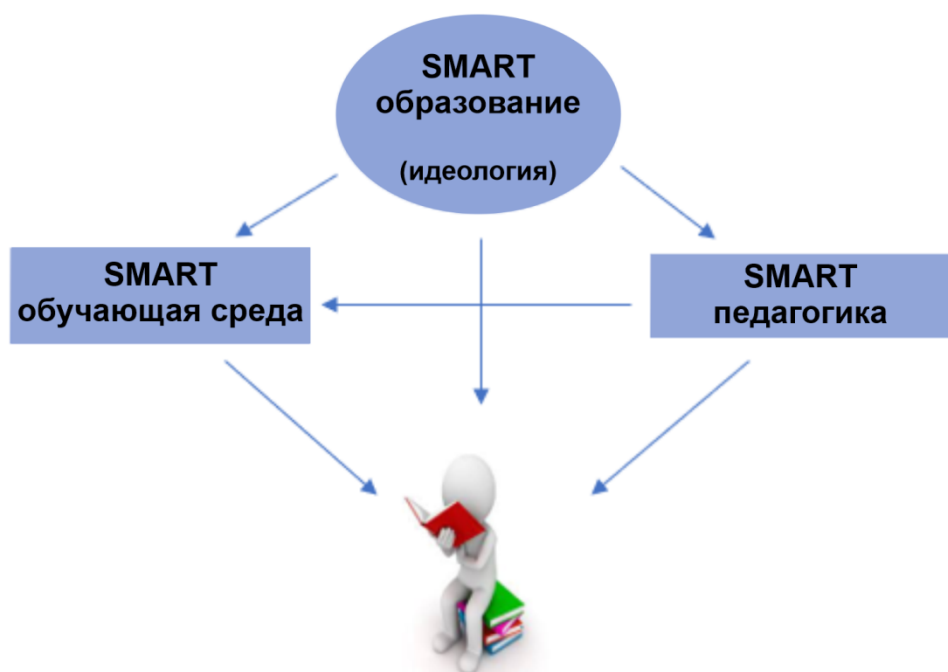 SMART
образование
(идеология)
SMART
обучающая среда
SMART
педагогика